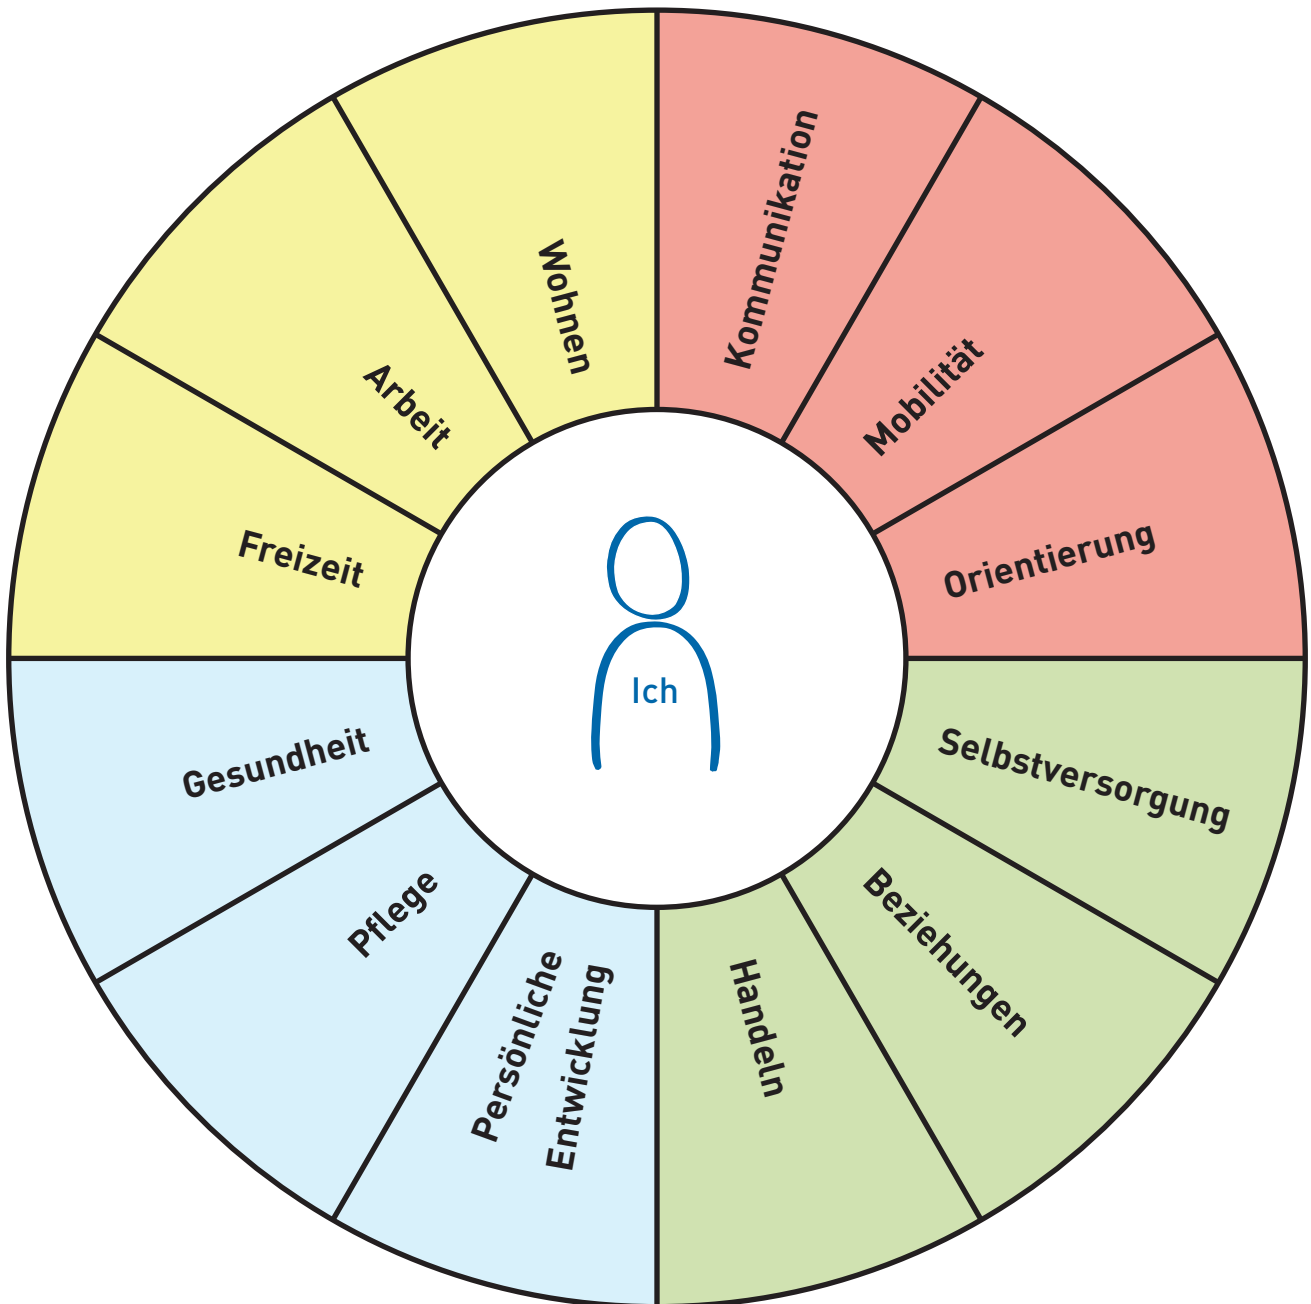 Kommunikation
Mobilität
Orientierung
Selbstversorgung
Beziehungen
Handeln
Persönliche
Entwicklung
Pflege
Gesundheit
Freizeit
Arbeit
Wohnen
Ich